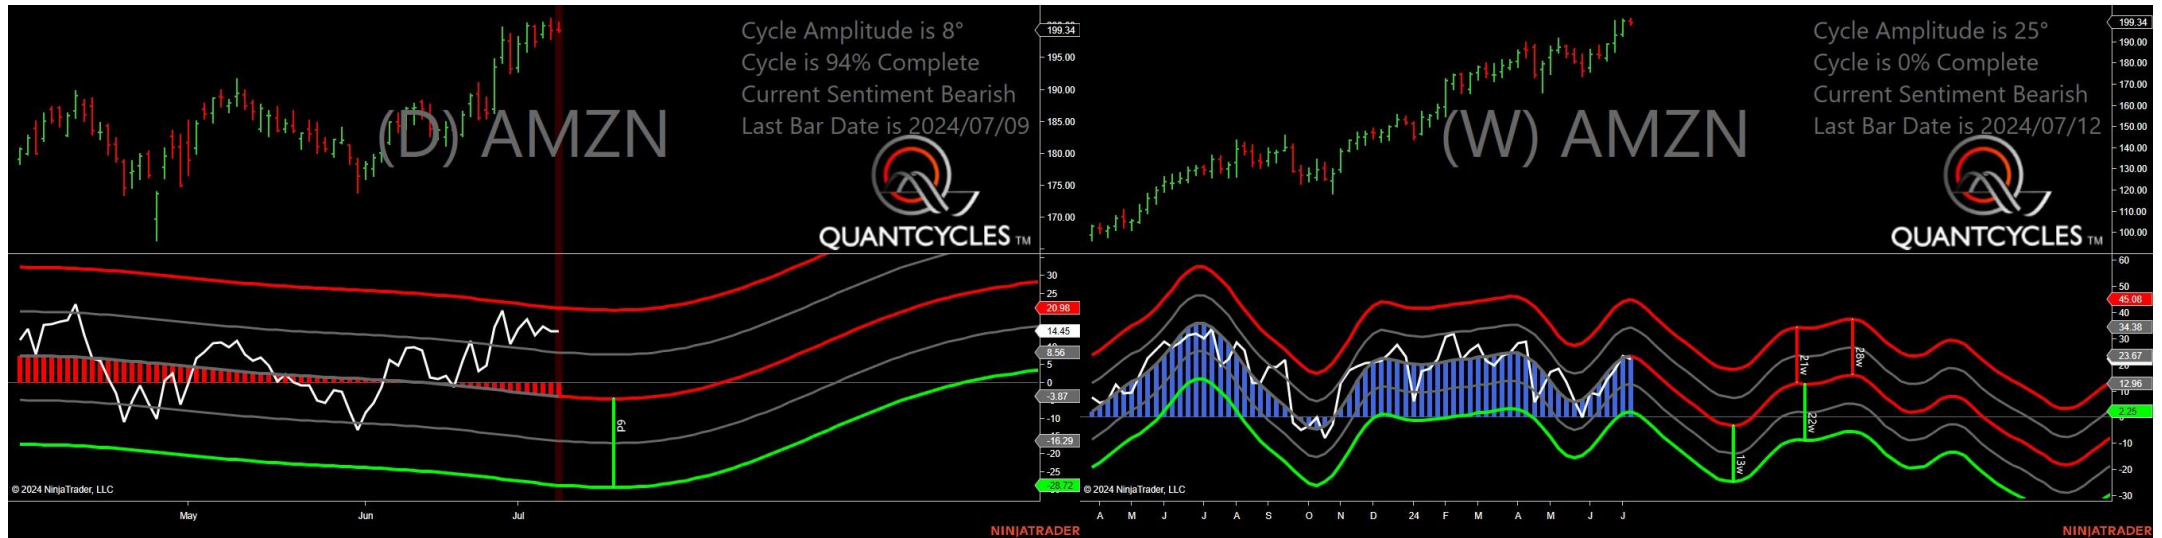 Cycle Amplitude is 8°
Cycle is 94% Complete
Current Sentiment Bearish
Last Bar Date is 2024/07/09
(D) AMZN
QUANTCYCLES TM
199.34
195.00
190.00
185.00
180.00
175.00
170.00
30
25
20.98
14.45
8.56
5
0
-3.87
-10
-16.29
-20
-25
-28.72
6d
© 2024 NinjaTrader, LLC
May
Jun
Jul
NINJATRADER
Cycle Amplitude is 25°
Cycle is 0% Complete
Current Sentiment Bearish
Last Bar Date is 2024/07/12
(W) AMZN
QUANTCYCLES TM
199.34
190.00
180.00
170.00
160.00
150.00
140.00
130.00
120.00
110.00
100.00
60
50
45.08
40
34.38
30
23.67
12.96
2.25
-10
-20
-30
21w
28w
22w
13w
© 2024 NinjaTrader, LLC
A M J J A S O N D 24 F M A M J J
NINJATRADER